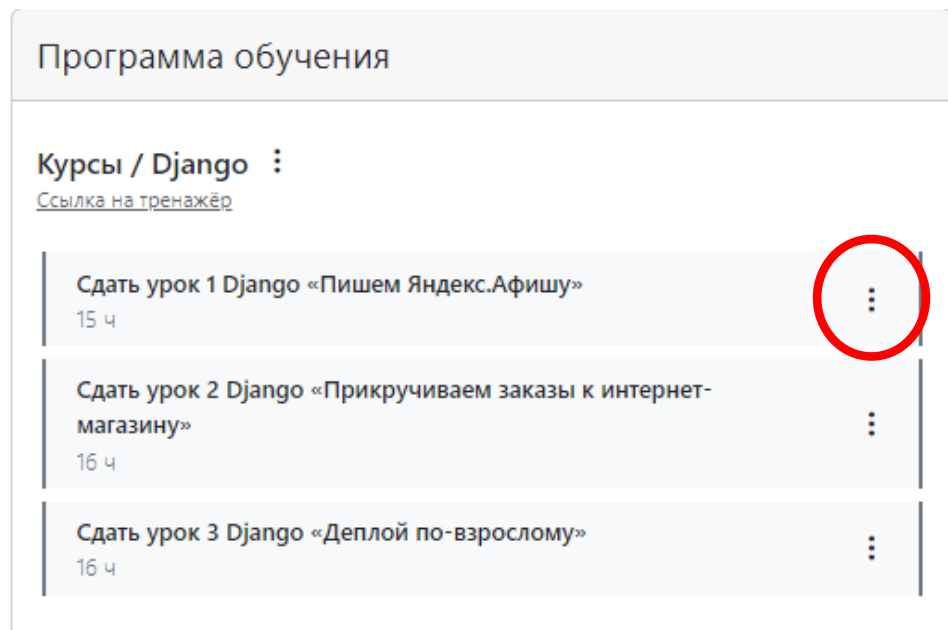 Программа обучения
Курсы / Django
Ссылка на тренажёр
Сдать урок 1 Django «Пишем Яндекс.Афишу»
15 ч
Сдать урок 2 Django «Прикручиваем заказы к интернет-
магазину»
16 ч
Сдать урок 3 Django «Деплой по-взрослому»
16 ч